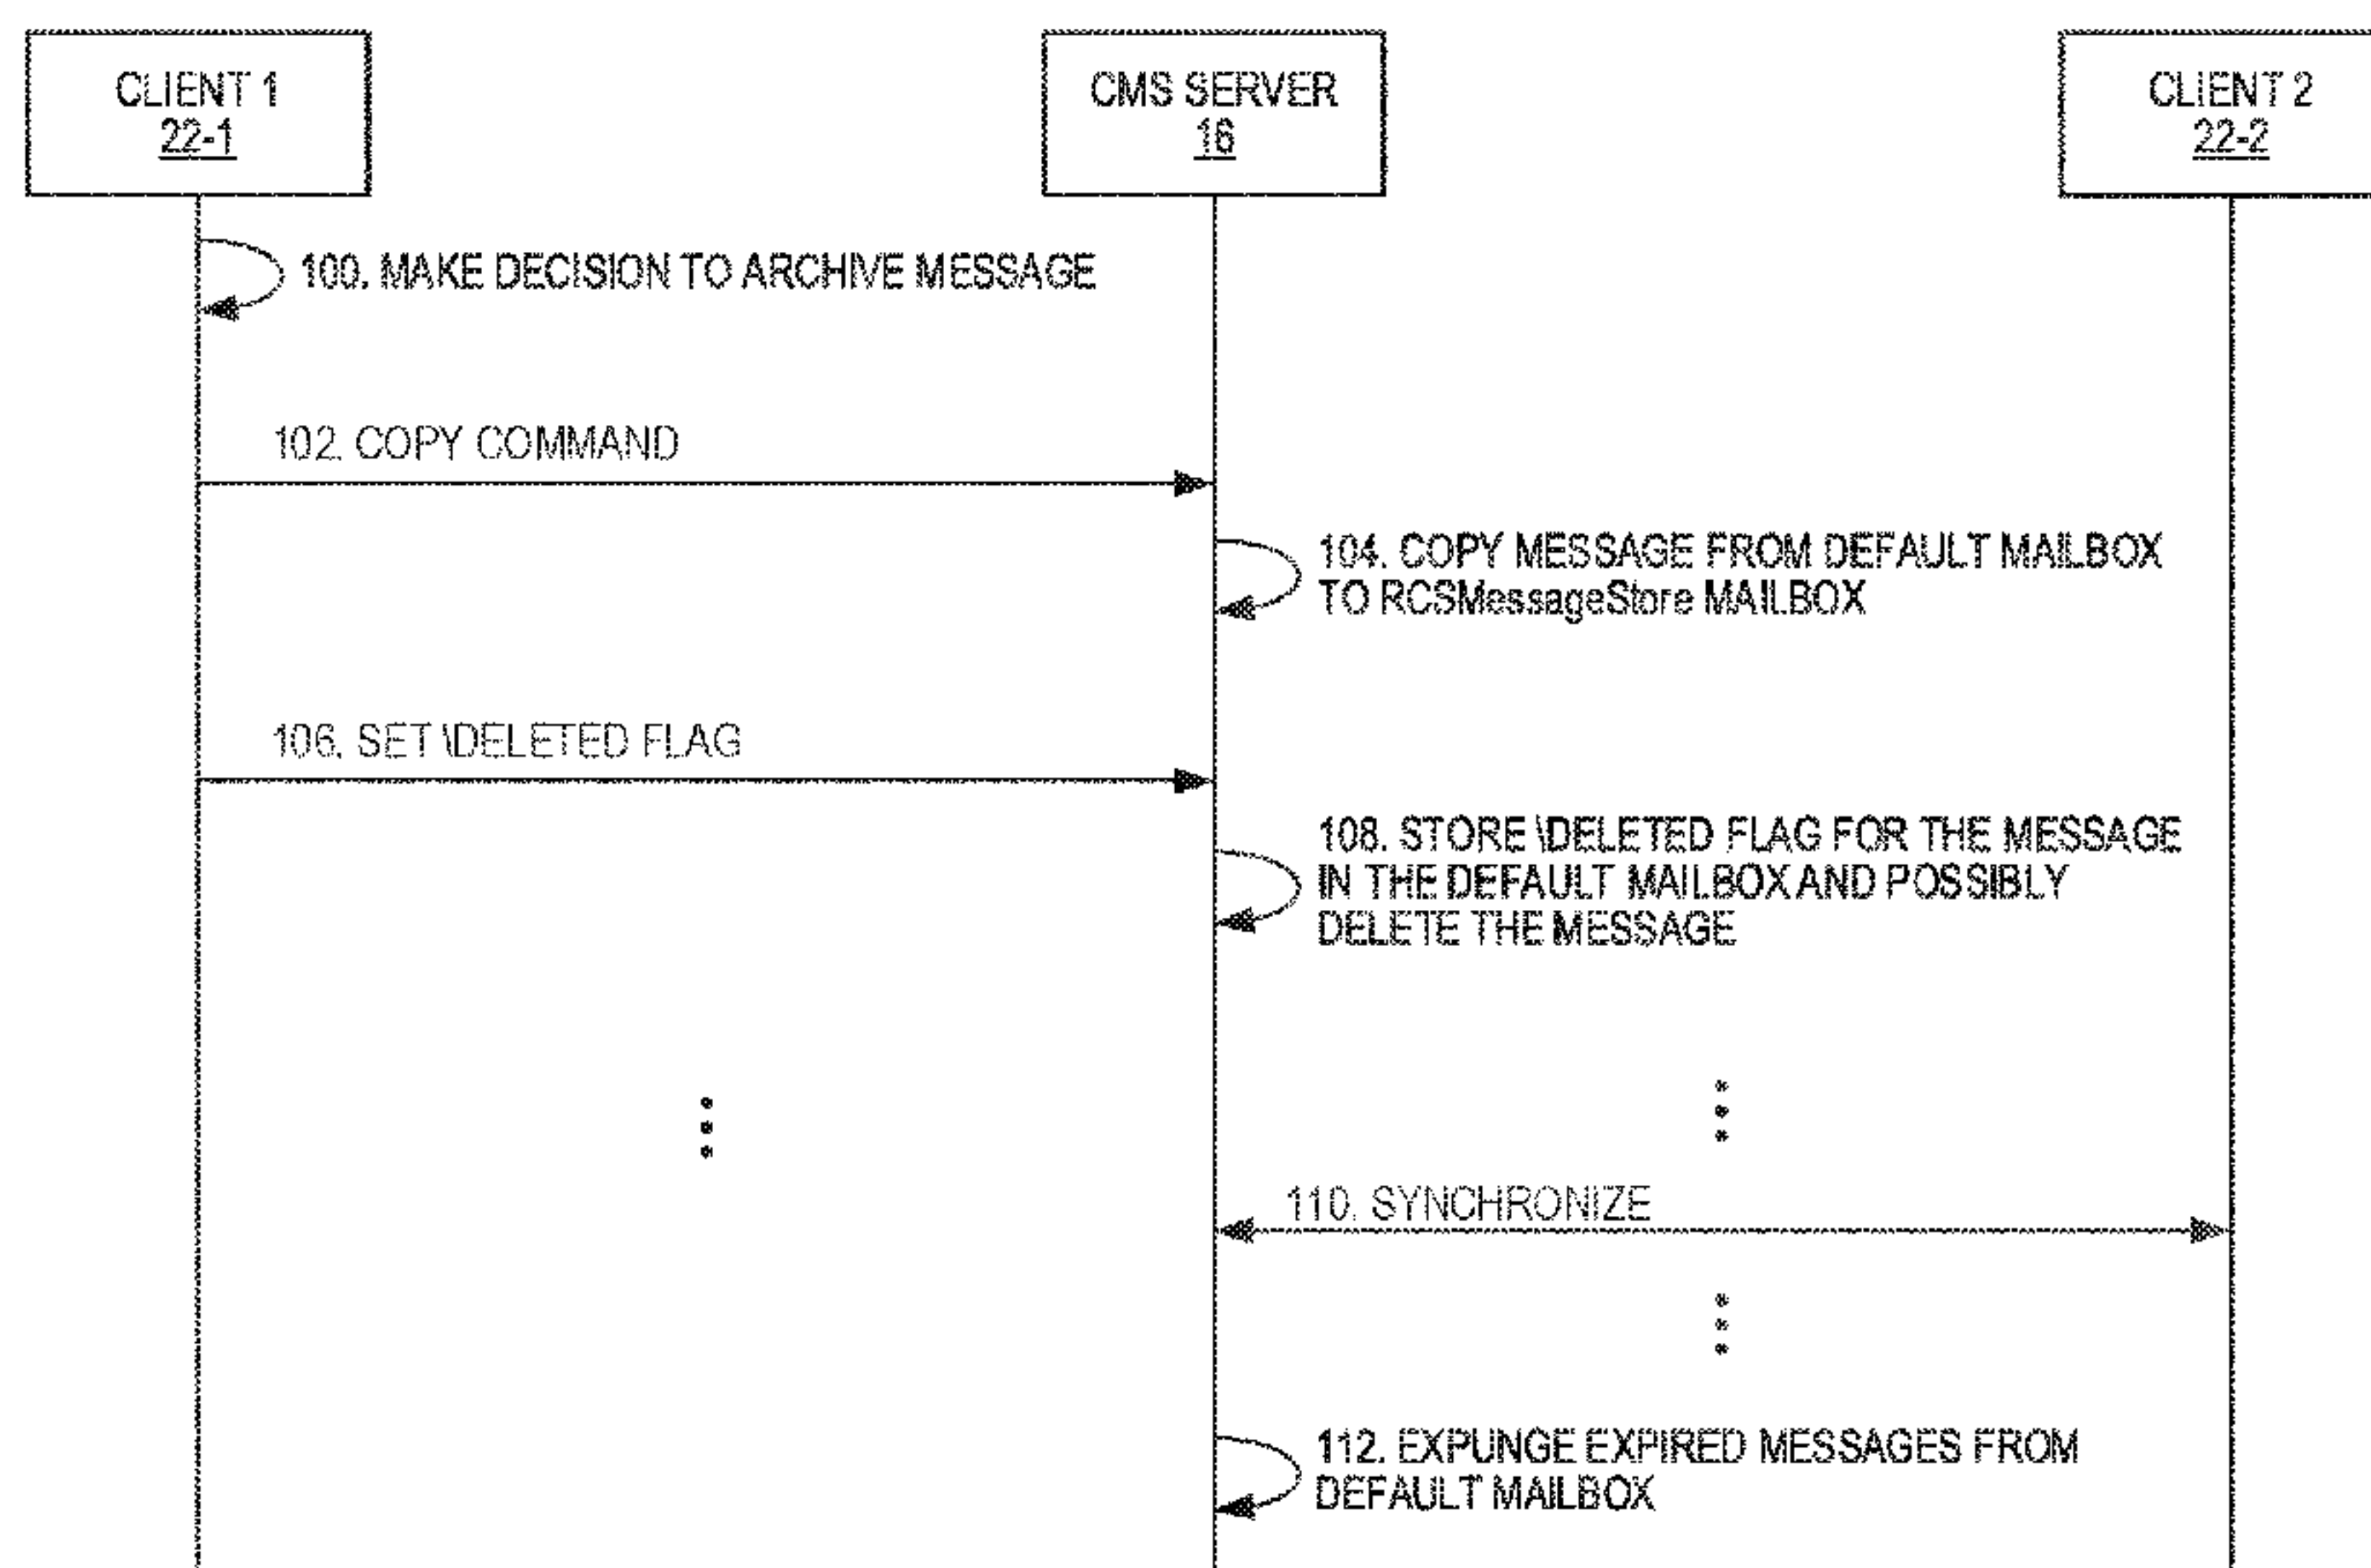 CLIENT 1
22-1
CMS SERVER
16
CLIENT 2
22-2
100. MAKE DECISION TO ARCHIVE MESSAGE
102. COPY COMMAND
104. COPY MESSAGE FROM DEFAULT MAILBOX
TO RCSMessageStore MAILBOX
106. SET \DELETED FLAG
108. STORE \DELETED FLAG FOR THE MESSAGE
IN THE DEFAULT MAILBOX AND POSSIBLY
DELETE THE MESSAGE
110. SYNCHRONIZE
112. EXPUNGE EXPIRED MESSAGES FROM
DEFAULT MAILBOX